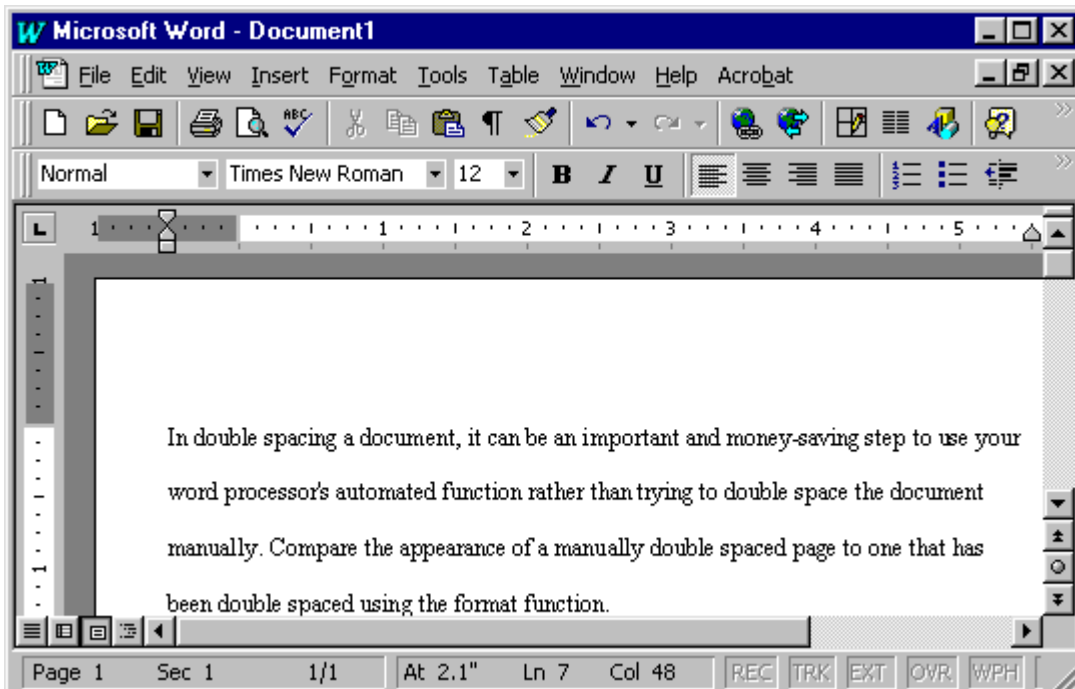 Microsoft Word - Document1
File Edit View Insert Format Tools Table Window Help Acrobat
ABC
Normal Times New Roman 12 B I U
L 1 1 2 3 4 5
1
1
In double spacing a document, it can be an important and money-saving step to use your
word processor's automated function rather than trying to double space the document
manually. Compare the appearance of a manually double spaced page to one that has
been double spaced using the format function.
Page 1 Sec 1 1/1 At 2.1" Ln 7 Col 48 REC TRK EXT OVR WPH